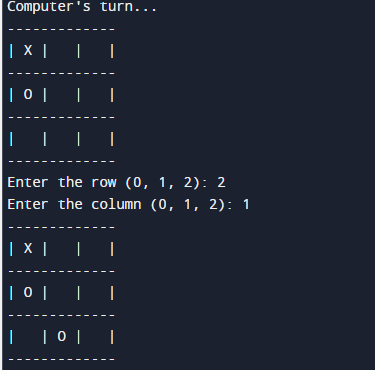 Computer's turn...
-------------
| X |   |   |
-------------
| O |   |   |
-------------
|   |   |   |
-------------
Enter the row (0, 1, 2): 2
Enter the column (0, 1, 2): 1
-------------
| X |   |   |
-------------
| O |   |   |
-------------
|   | O |   |
-------------